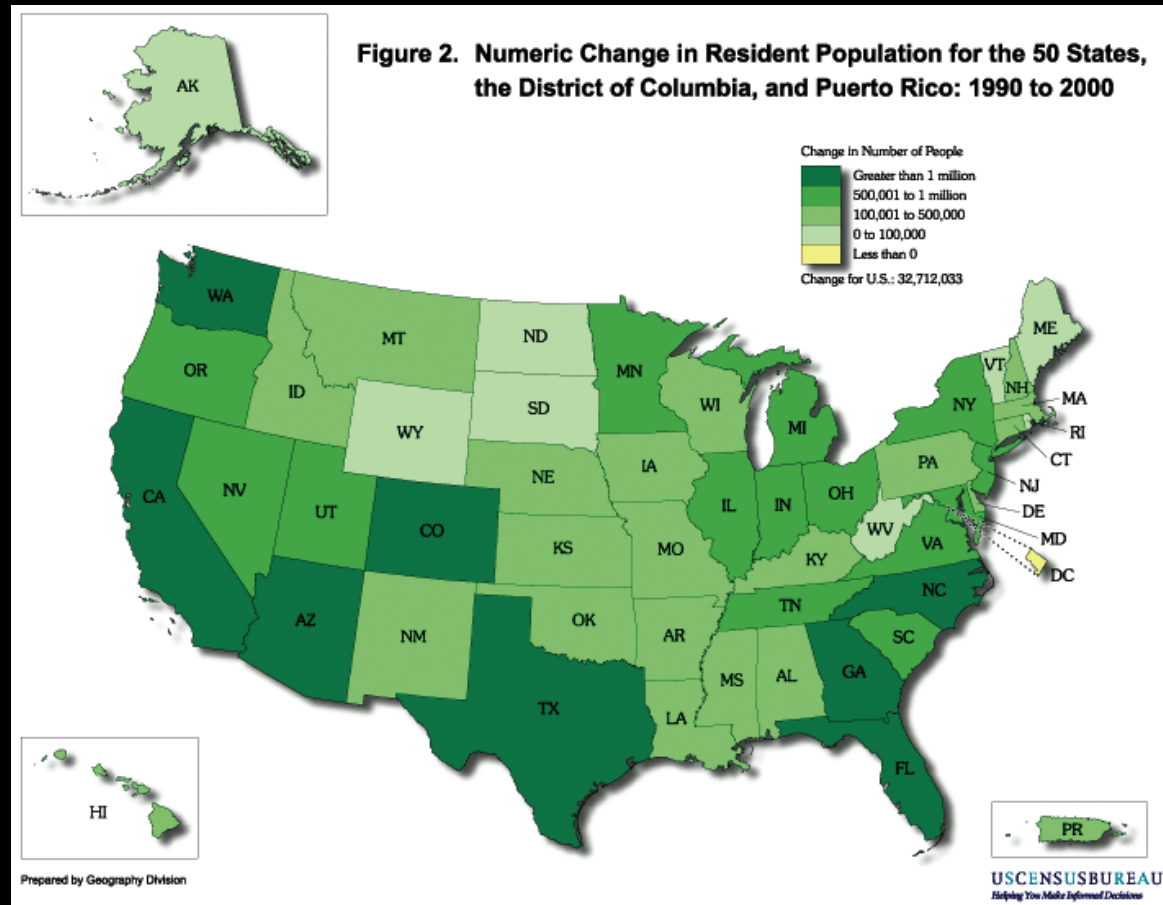 AK
Figure 2. Numeric Change in Resident Population for the 50 States,
the District of Columbia, and Puerto Rico: 1990 to 2000
Change in Number of People
Greater than 1 million
500,001 to 1 million
100,001 to 500,000
0 to 100,000
Less than 0
Change for U.S.: 32,712,033
WA
MT
ND
ME
OR
ID
MN
VT
NH
SD
WI
NY
MA
WY
MI
RI
CT
IA
PA
NE
NJ
NV
CA
UT
CO
IL
IN
OH
DE
WV
MD
KS
MO
VA
KY
DC
NC
TN
AZ
OK
NM
AR
SC
MS
AL
GA
TX
LA
FL
HI
PR
Prepared by Geography Division
USCENSUSBUREAU
Helping You Make Informed Decisions